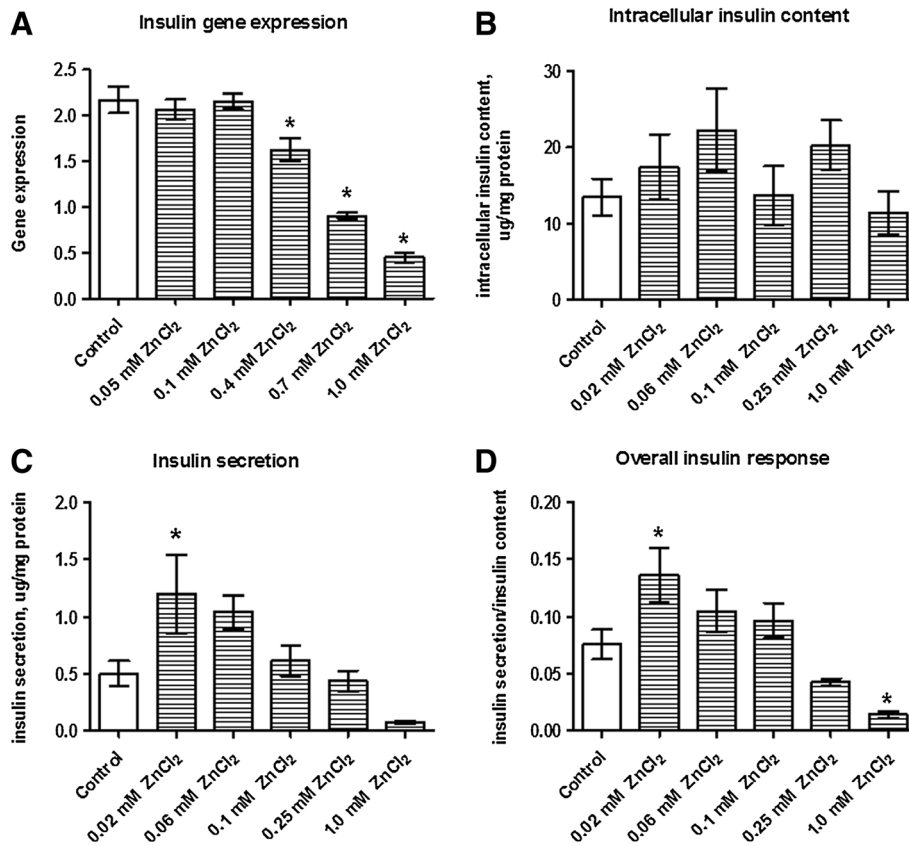 A
Insulin gene expression
Gene expression
2.5
2.0
1.5
1.0
0.5
0.0
*
*
*
Control
0.05 mM ZnCl₂
0.1 mM ZnCl₂
0.4 mM ZnCl₂
0.7 mM ZnCl₂
1.0 mM ZnCl₂
B
Intracellular insulin content
intracellular insulin content,
ug/mg protein
30
20
10
0
Control
0.02 mM ZnCl₂
0.06 mM ZnCl₂
0.1 mM ZnCl₂
0.25 mM ZnCl₂
1.0 mM ZnCl₂
C
Insulin secretion
insulin secretion, ug/mg protein
2.0
1.5
1.0
0.5
0.0
*
Control
0.02 mM ZnCl₂
0.06 mM ZnCl₂
0.1 mM ZnCl₂
0.25 mM ZnCl₂
1.0 mM ZnCl₂
D
Overall insulin response
insulin secretion/insulin content
0.20
0.15
0.10
0.05
0.00
*
*
Control
0.02 mM ZnCl₂
0.06 mM ZnCl₂
0.1 mM ZnCl₂
0.25 mM ZnCl₂
1.0 mM ZnCl₂